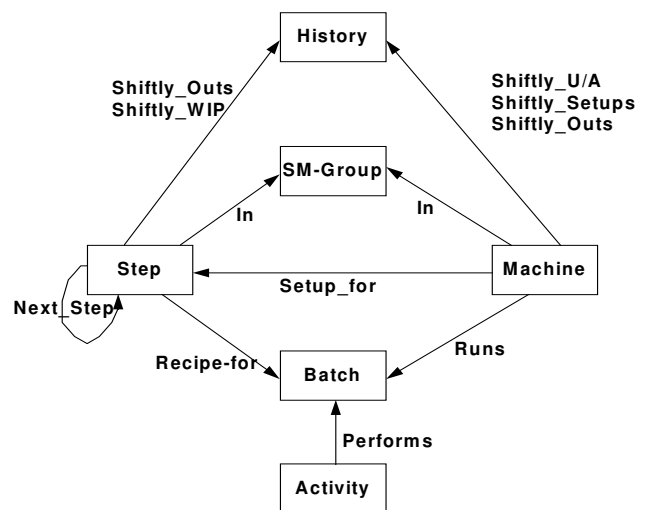 History
Shiftly_Outs
Shiftly_WIP
Shiftly_U/A
Shiftly_Setups
Shiftly_Outs
SM-Group
In
In
Step
Machine
Setup_for
Next_Step
Recipe-for
Runs
Batch
Performs
Activity